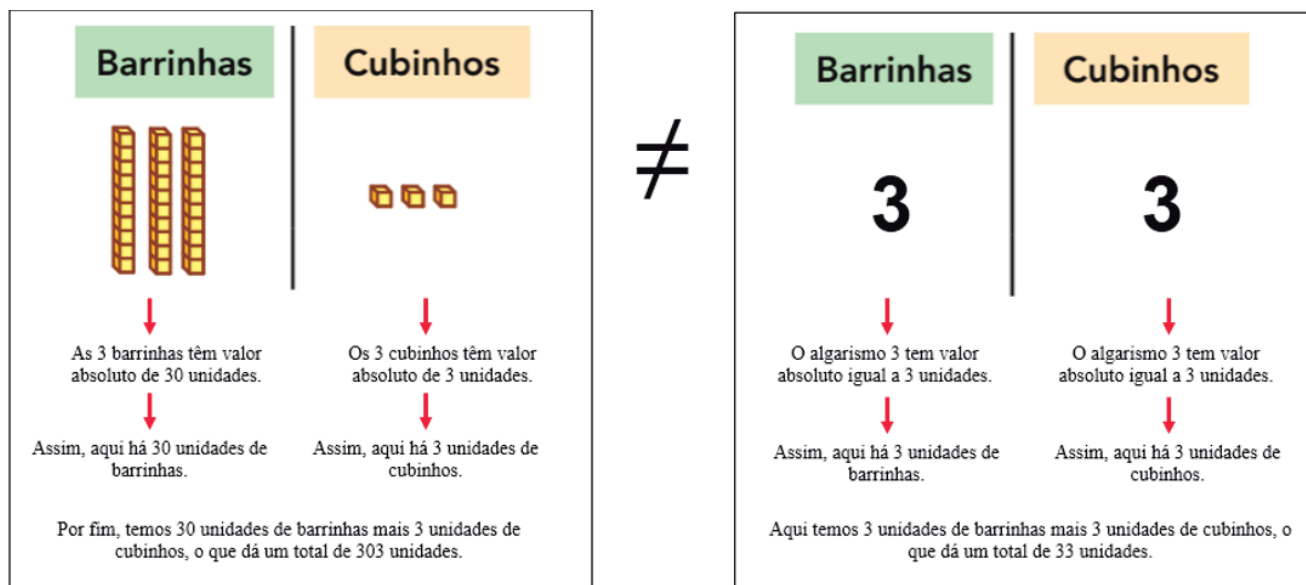 Barrinhas
Cubinhos
As 3 barrinhas têm valor
absoluto de 30 unidades.
Os 3 cubinhos têm valor
absoluto de 3 unidades.
Assim, aqui há 30 unidades de
barrinhas.
Assim, aqui há 3 unidades de
cubinhos.
Por fim, temos 30 unidades de barrinhas mais 3 unidades de
cubinhos, o que dá um total de 303 unidades.
≠
Barrinhas
Cubinhos
3
3
O algarismo 3 tem valor
absoluto igual a 3 unidades.
O algarismo 3 tem valor
absoluto igual a 3 unidades.
Assim, aqui há 3 unidades de
barrinhas.
Assim, aqui há 3 unidades de
cubinhos.
Aqui temos 3 unidades de barrinhas mais 3 unidades de cubinhos, o
que dá um total de 33 unidades.